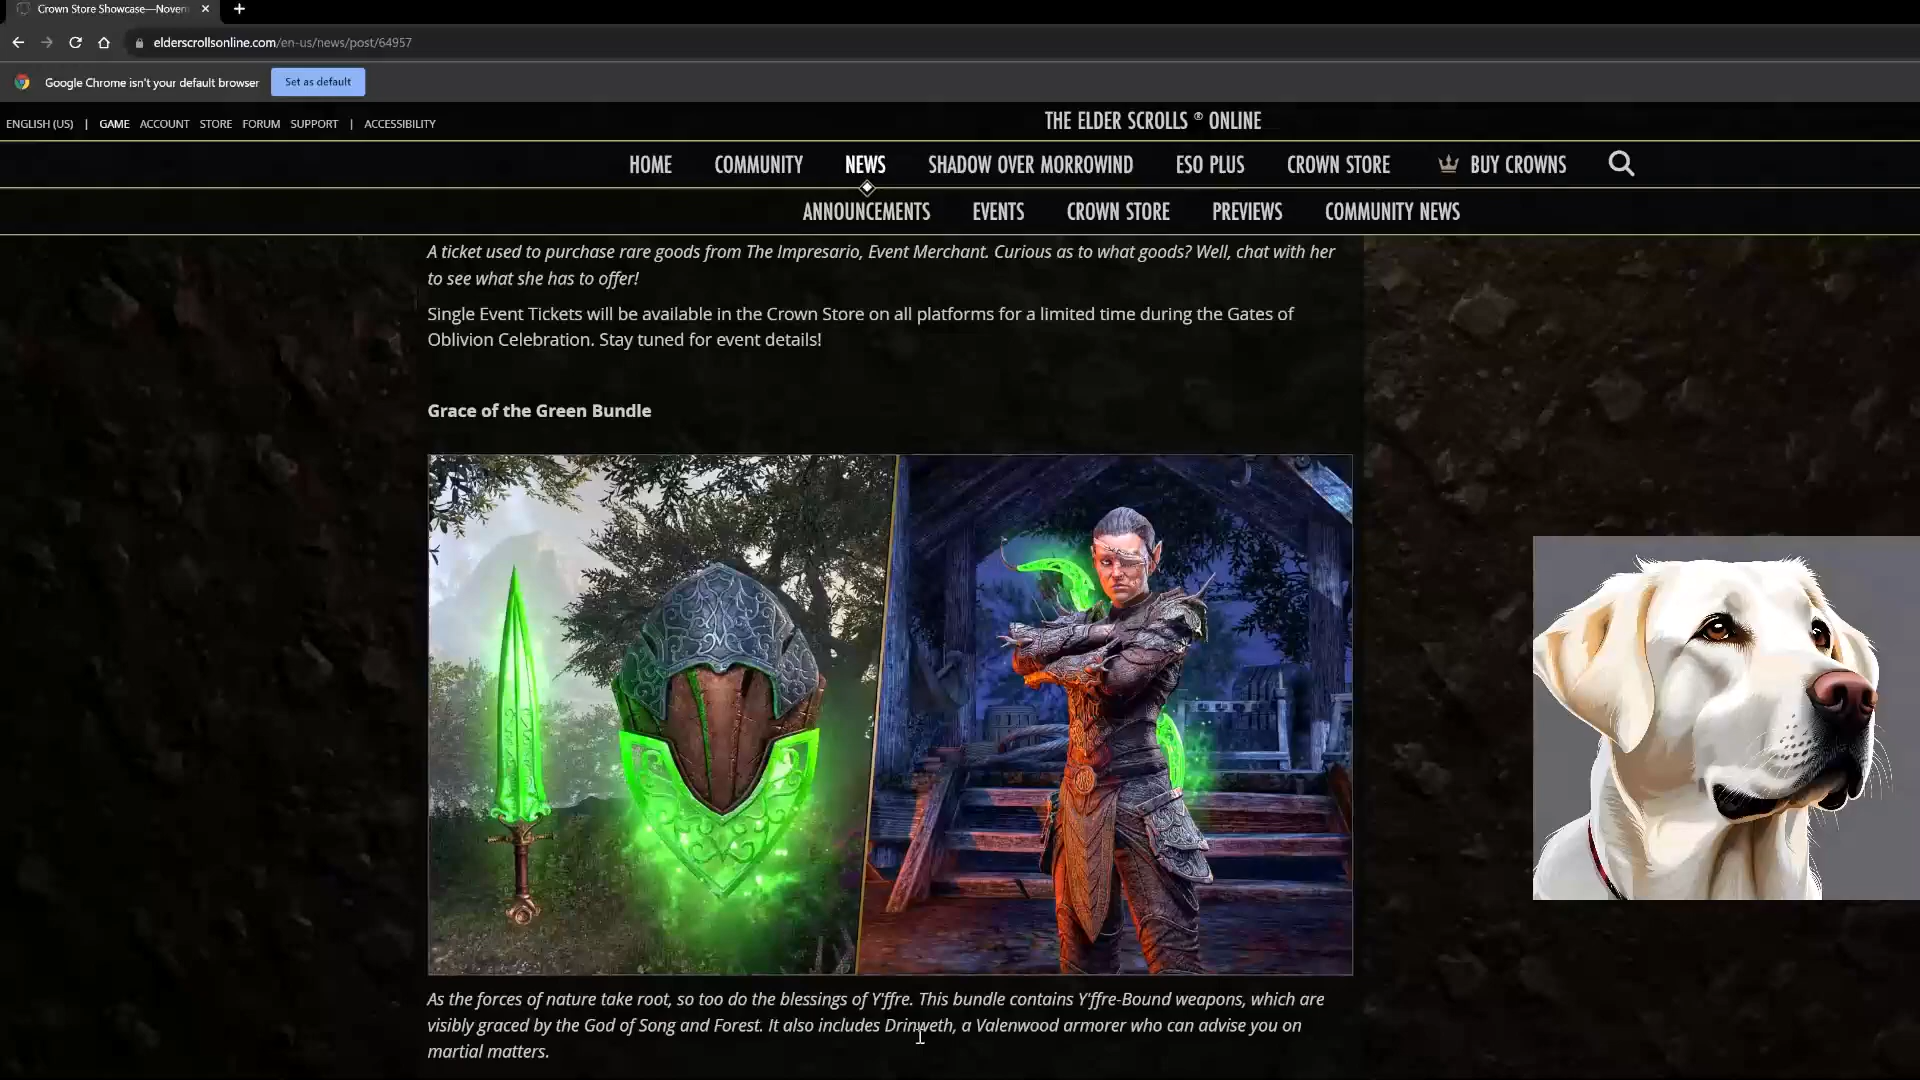 Crown Store Showcase—Novem
elderscrollsonline.com/en-us/news/post/64957
Google Chrome isn't your default browser
Set as default
ENGLISH (US) | GAME ACCOUNT STORE FORUM SUPPORT | ACCESSIBILITY
THE ELDER SCROLLS ® ONLINE
HOME COMMUNITY NEWS SHADOW OVER MORROWIND ESO PLUS CROWN STORE BUY CROWNS
ANNOUNCEMENTS EVENTS CROWN STORE PREVIEWS COMMUNITY NEWS
A ticket used to purchase rare goods from The Impresario, Event Merchant. Curious as to what goods? Well, chat with her
to see what she has to offer!
Single Event Tickets will be available in the Crown Store on all platforms for a limited time during the Gates of
Oblivion Celebration. Stay tuned for event details!
Grace of the Green Bundle
As the forces of nature take root, so too do the blessings of Y'ffre. This bundle contains Y'ffre-Bound weapons, which are
visibly graced by the God of Song and Forest. It also includes Drinweth, a Valenwood armorer who can advise you on
martial matters.